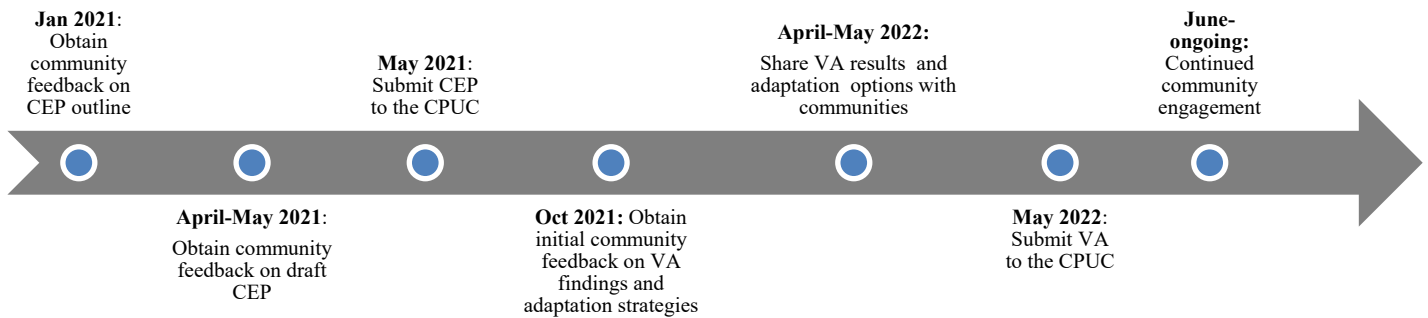 Jan 2021:
Obtain
community
feedback on
CEP outline
April-May 2021:
Obtain community
feedback on draft
CEP
May 2021:
Submit CEP
to the CPUC
Oct 2021: Obtain
initial community
feedback on VA
findings and
adaptation strategies
April-May 2022:
Share VA results and
adaptation options with
communities
May 2022:
Submit VA
to the CPUC
June-
ongoing:
Continued
community
engagement